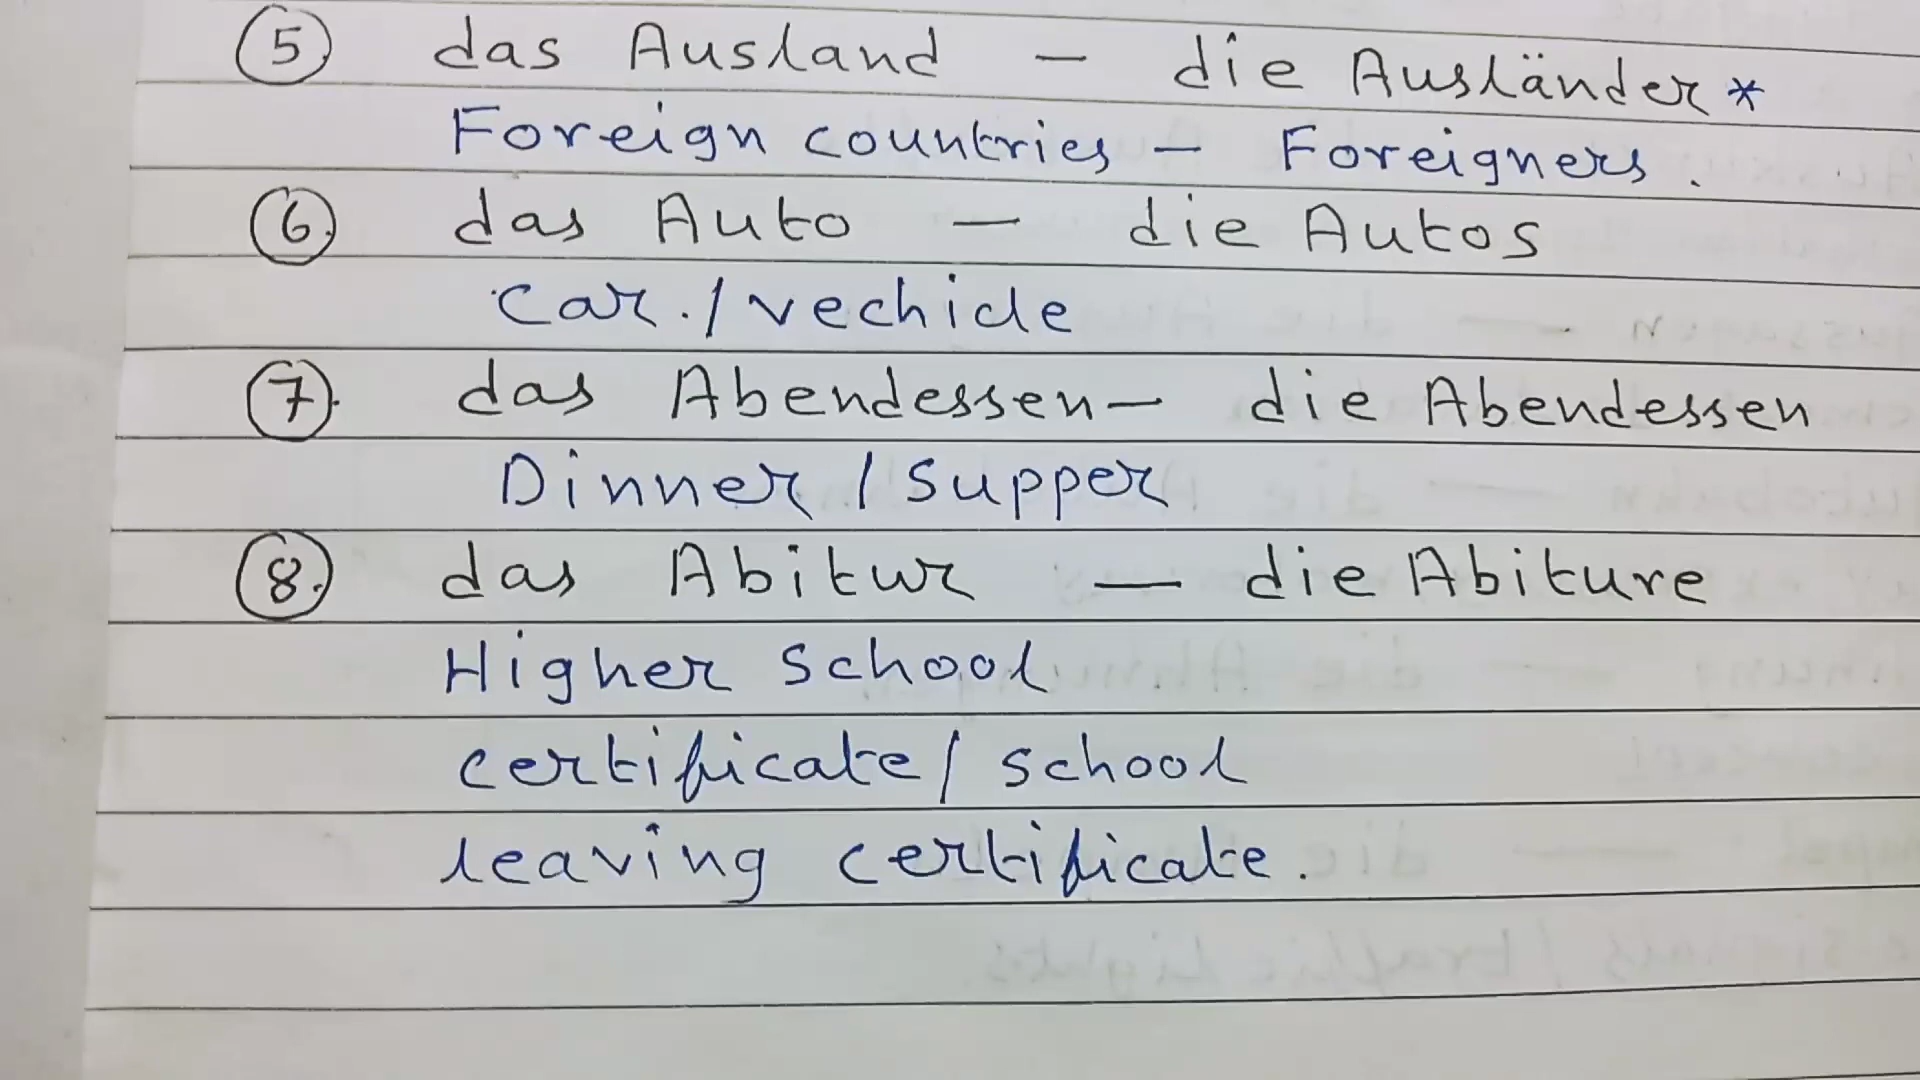 5 das Ausland - die Ausländer *
Foreign countries - Foreigners.
6. das Auto - die Autos
Car. / vechicle
7. das Abendessen - die Abendessen
Dinner / Supper
8. das Abitur - die Abiture
Higher School
certificate / school
leaving certificate.